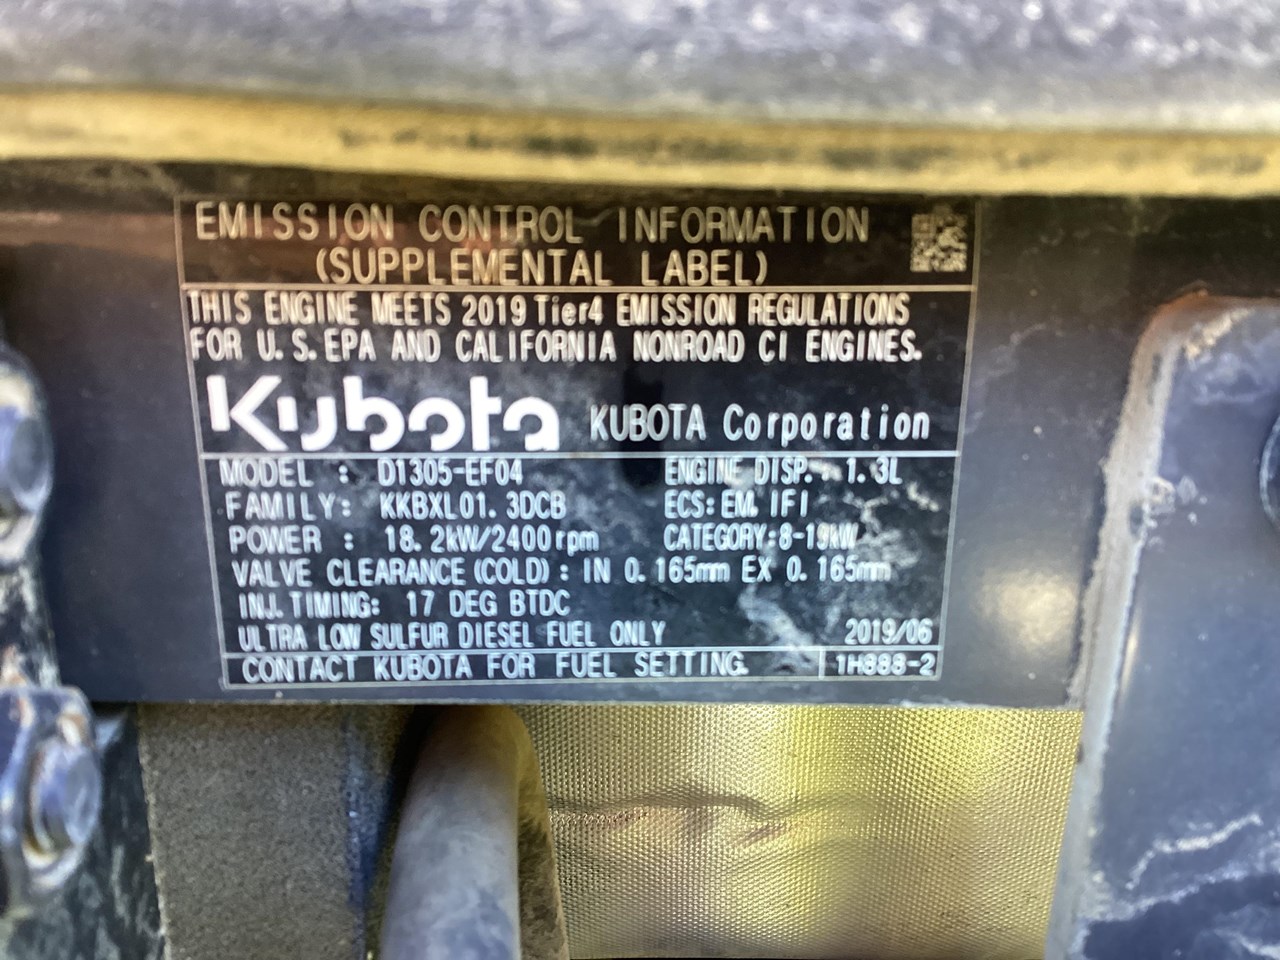 EMISSION CONTROL INFORMATION
(SUPPLEMENTAL LABEL)
THIS ENGINE MEETS 2019 Tier4 EMISSION REGULATIONS
FOR U.S.EPA AND CALIFORNIA NONROAD CI ENGINES.
Kubota KUBOTA Corporation
MODEL : D1305-EF04 ENGINE DISP.: 1.3L
FAMILY: KKBXL01.3DCB ECS: EM, IFI
POWER : 18.2kW/2400rpm CATEGORY:8-19kW
VALVE CLEARANCE(COLD): IN 0.165mm EX 0.165mm
INJ. TIMING: 17 DEG BTDC
ULTRA LOW SULFUR DIESEL FUEL ONLY 2019/06
CONTACT KUBOTA FOR FUEL SETTING. 1H888-2